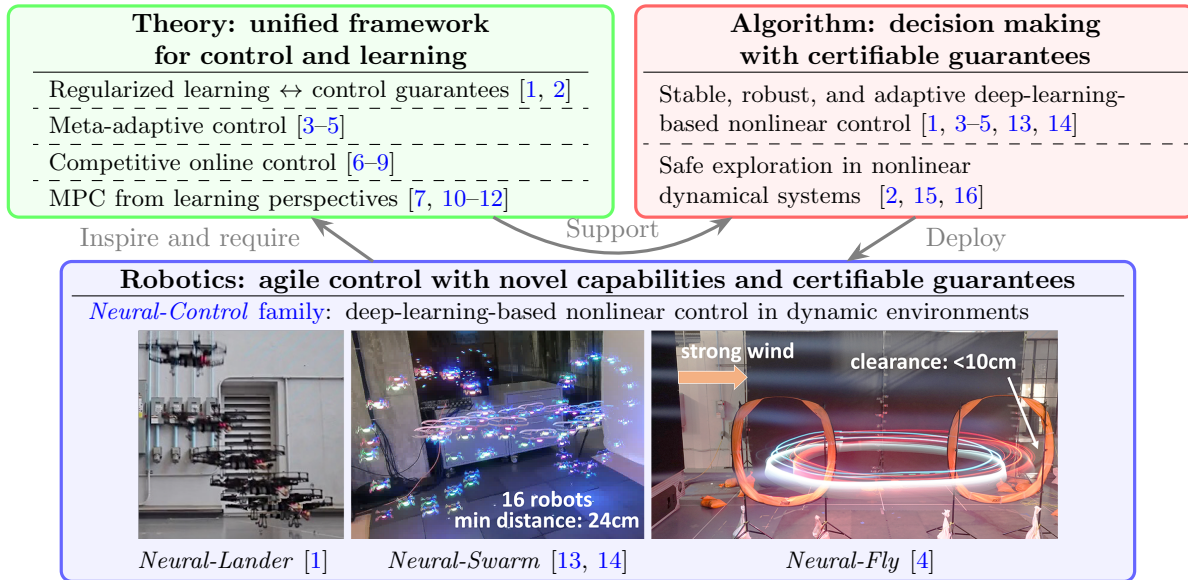 Theory: unified framework
for control and learning
Regularized learning ↔ control guarantees [1, 2]
Meta-adaptive control [3–5]
Competitive online control [6–9]
MPC from learning perspectives [7, 10–12]
Algorithm: decision making
with certifiable guarantees
Stable, robust, and adaptive deep-learning-
based nonlinear control [1, 3–5, 13, 14]
Safe exploration in nonlinear
dynamical systems [2, 15, 16]
Inspire and require
Support
Deploy
Robotics: agile control with novel capabilities and certifiable guarantees
Neural-Control family: deep-learning-based nonlinear control in dynamic environments
strong wind
clearance: <10cm
16 robots
min distance: 24cm
Neural-Lander [1]
Neural-Swarm [13, 14]
Neural-Fly [4]